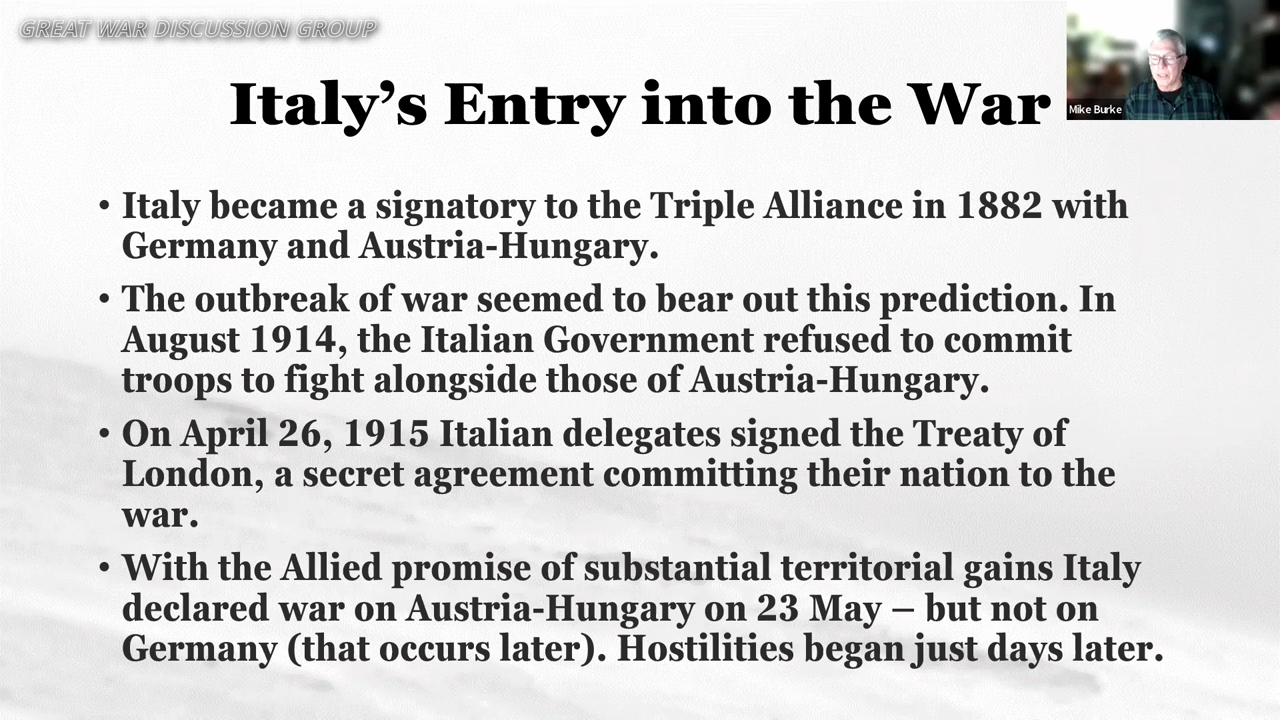 GREAT WAR DISCUSSION GROUP
Italy’s Entry into the War
Mike Burke
• Italy became a signatory to the Triple Alliance in 1882 with
Germany and Austria-Hungary.
• The outbreak of war seemed to bear out this prediction. In
August 1914, the Italian Government refused to commit
troops to fight alongside those of Austria-Hungary.
• On April 26, 1915 Italian delegates signed the Treaty of
London, a secret agreement committing their nation to the
war.
• With the Allied promise of substantial territorial gains Italy
declared war on Austria-Hungary on 23 May – but not on
Germany (that occurs later). Hostilities began just days later.